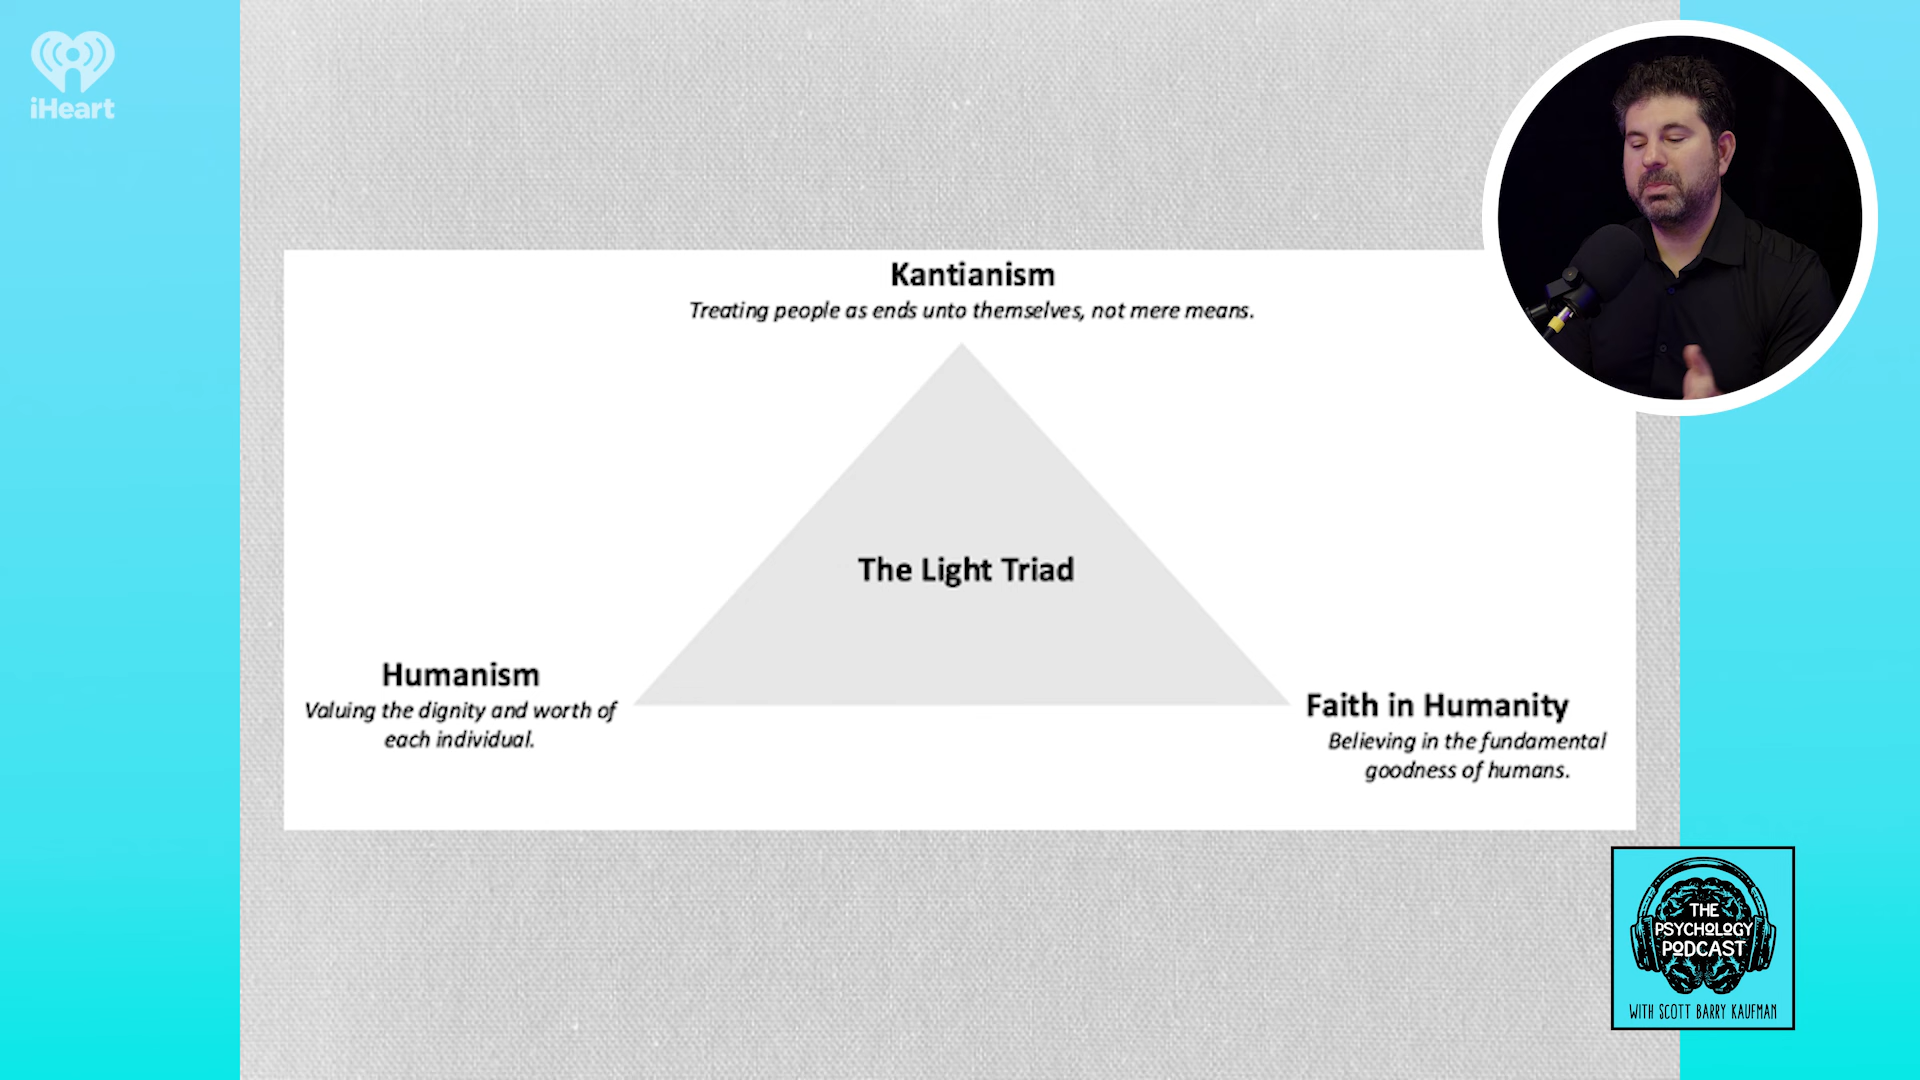 iHeart
Kantianism
Treating people as ends unto themselves, not mere means.
The Light Triad
Humanism
Valuing the dignity and worth of
each individual.
Faith in Humanity
Believing in the fundamental
goodness of humans.
THE
PSYCHOLOGY
PODCAST
WITH SCOTT BARRY KAUFMAN